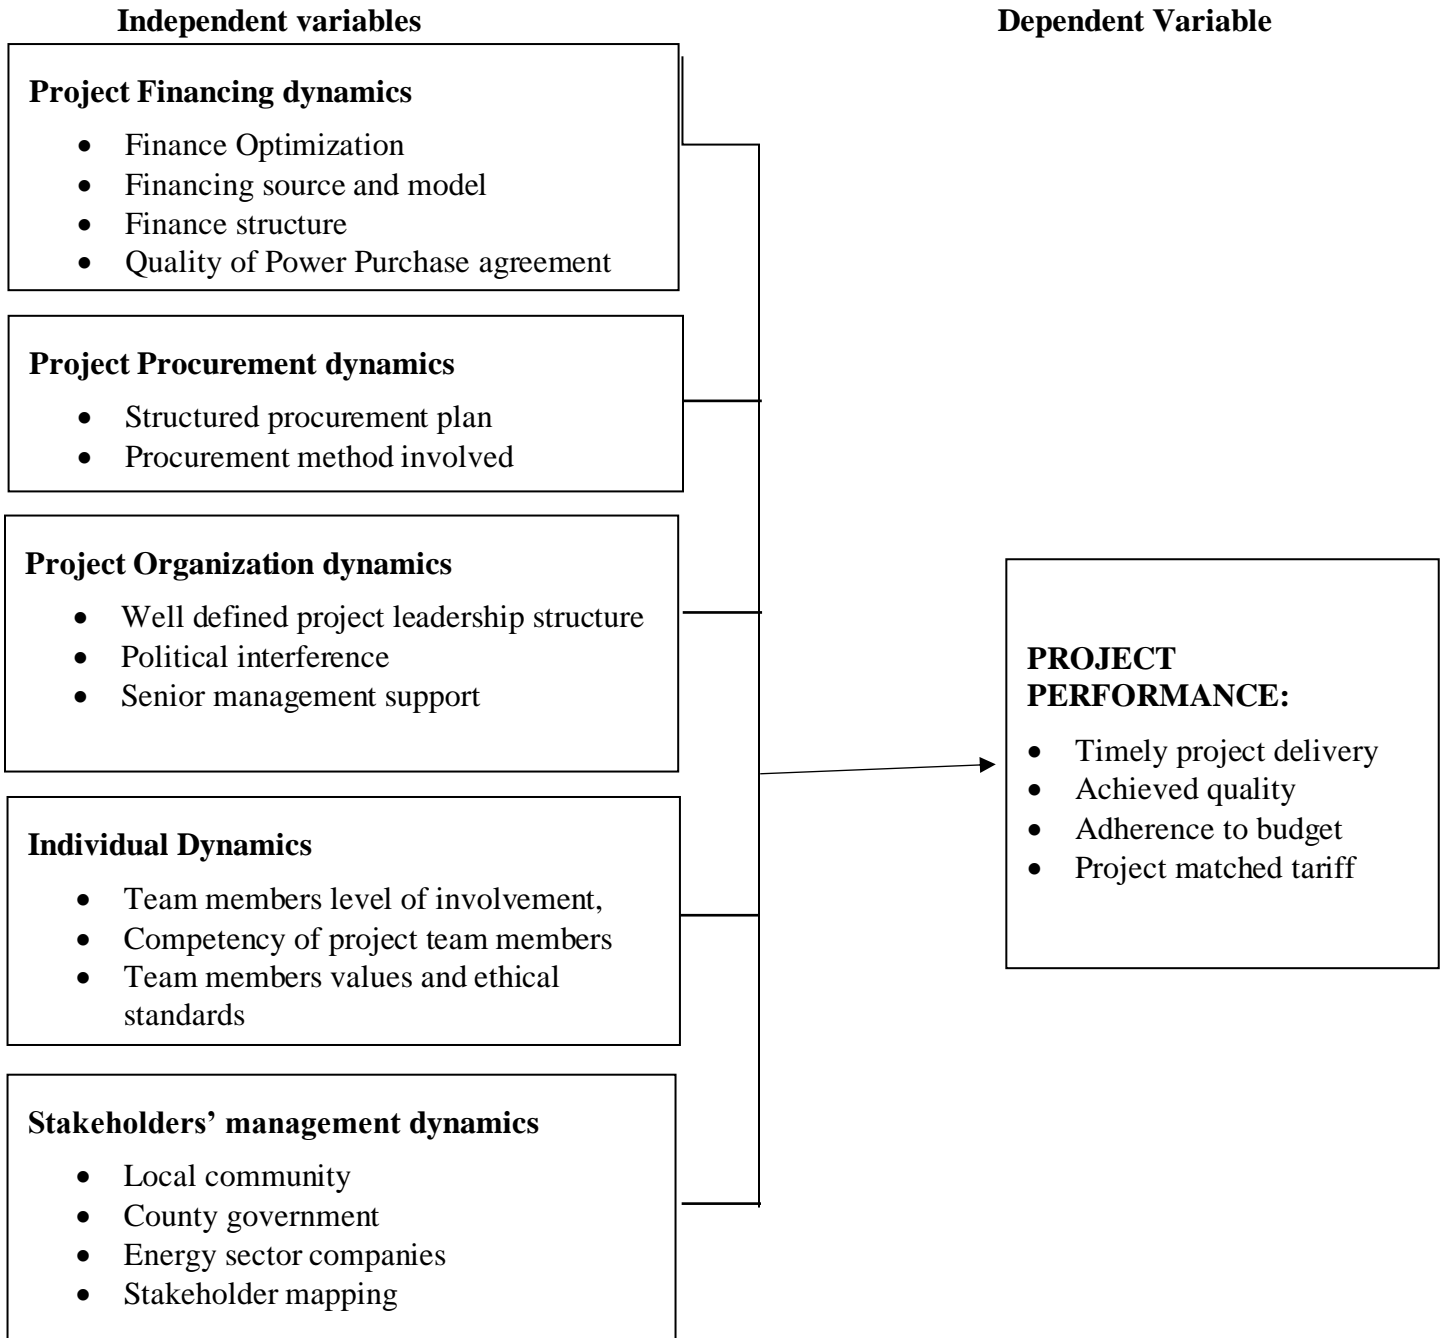 Independent variables
Dependent Variable
Project Financing dynamics
• Finance Optimization
• Financing source and model
• Finance structure
• Quality of Power Purchase agreement
Project Procurement dynamics
• Structured procurement plan
• Procurement method involved
Project Organization dynamics
• Well defined project leadership structure
• Political interference
• Senior management support
Individual Dynamics
• Team members level of involvement,
• Competency of project team members
• Team members values and ethical
standards
Stakeholders’ management dynamics
• Local community
• County government
• Energy sector companies
• Stakeholder mapping
PROJECT
PERFORMANCE:
• Timely project delivery
• Achieved quality
• Adherence to budget
• Project matched tariff